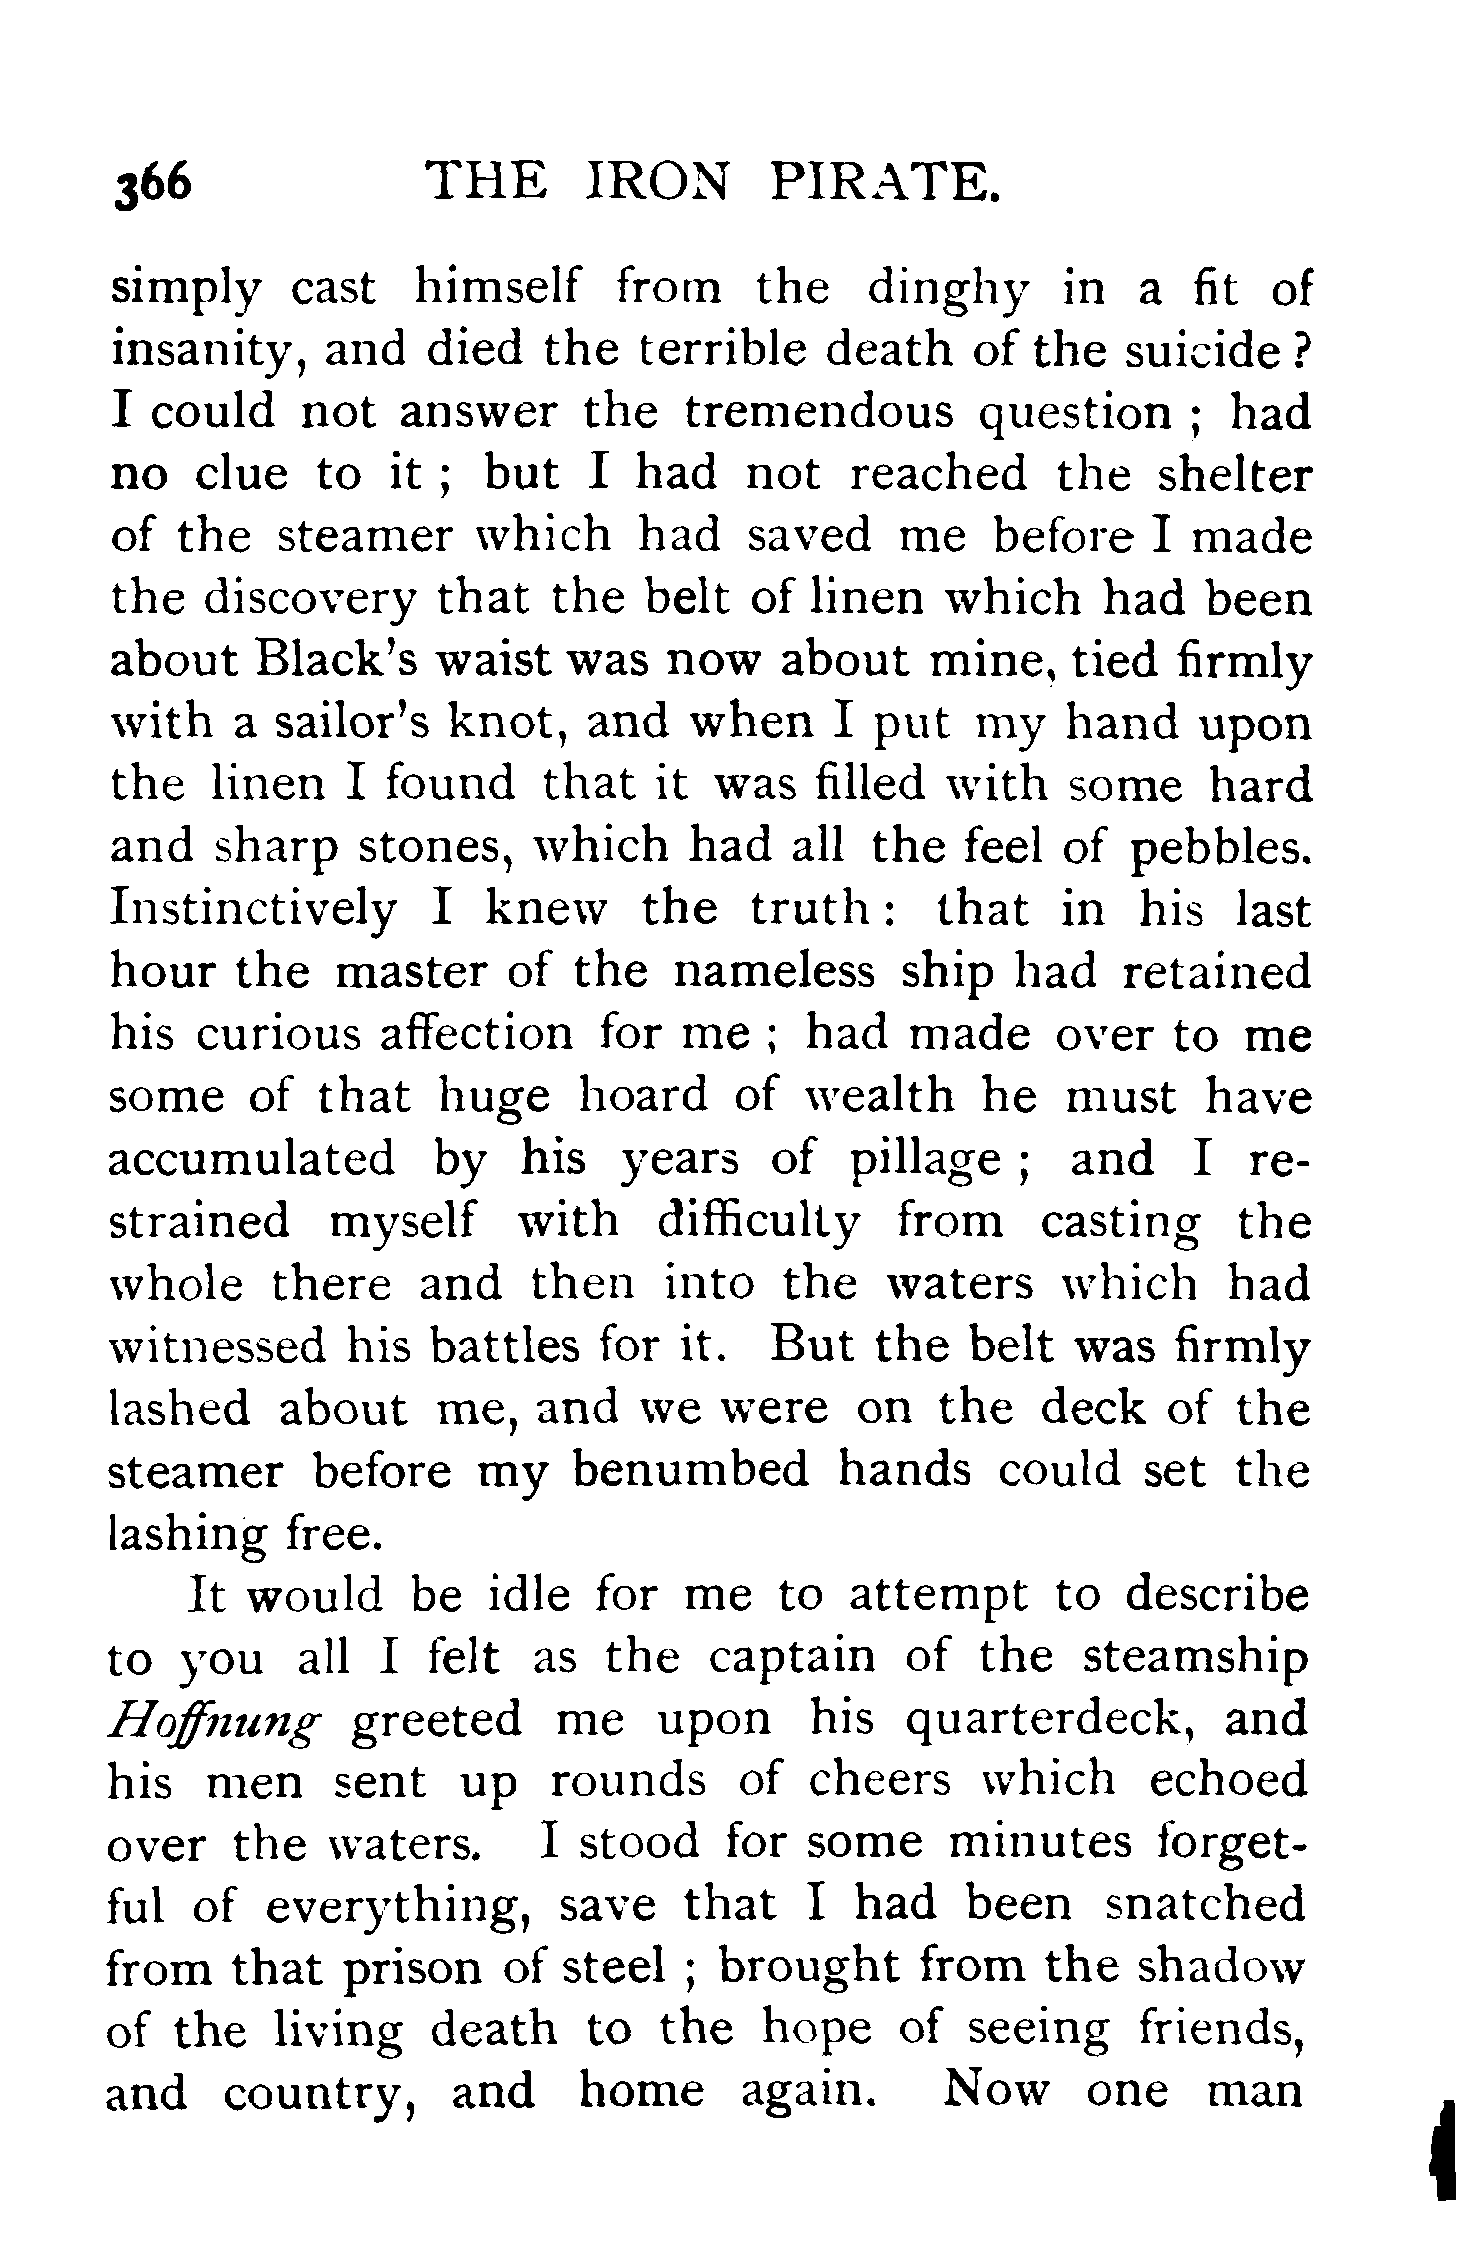 366 THE IRON PIRATE.
simply cast himself from the dinghy in a fit of
insanity, and died the terrible death of the suicide ?
I could not answer the tremendous question ; had
no clue to it ; but I had not reached the shelter
of the steamer which had saved me before I made
the discovery that the belt of linen which had been
about Black's waist was now about mine, tied firmly
with a sailor's knot, and when I put my hand upon
the linen I found that it was filled with some hard
and sharp stones, which had all the feel of pebbles.
Instinctively I knew the truth : that in his last
hour the master of the nameless ship had retained
his curious affection for me ; had made over to me
some of that huge hoard of wealth he must have
accumulated by his years of pillage ; and I re-
strained myself with difficulty from casting the
whole there and then into the waters which had
witnessed his battles for it. But the belt was firmly
lashed about me, and we were on the deck of the
steamer before my benumbed hands could set the
lashing free.
It would be idle for me to attempt to describe
to you all I felt as the captain of the steamship
Hoffnung greeted me upon his quarterdeck, and
his men sent up rounds of cheers which echoed
over the waters. I stood for some minutes forget-
ful of everything, save that I had been snatched
from that prison of steel ; brought from the shadow
of the living death to the hope of seeing friends,
and country, and home again. Now one man